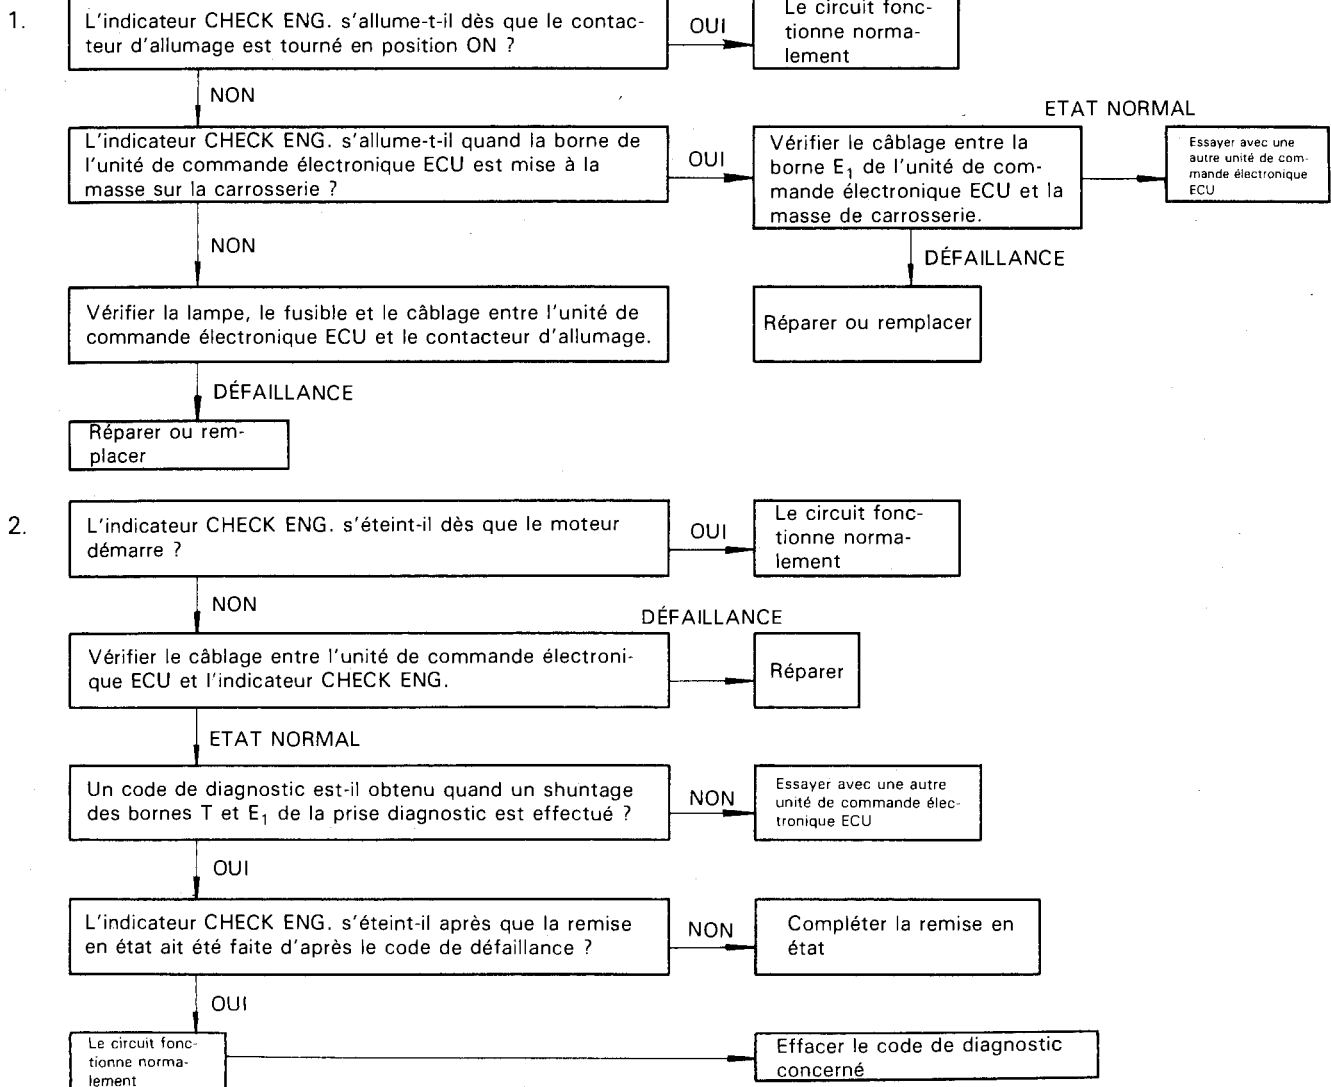 1.
L'indicateur CHECK ENG. s'allume-t-il dès que le contac-
teur d'allumage est tourné en position ON ?
OUI
Le circuit fonc-
tionne norma-
lement
NON
L'indicateur CHECK ENG. s'allume-t-il quand la borne de
l'unité de commande électronique ECU est mise à la
masse sur la carrosserie ?
OUI
Vérifier le câblage entre la
borne E1 de l'unité de com-
mande électronique ECU et la
masse de carrosserie.
ETAT NORMAL
Essayer avec une
autre unité de com-
mande électronique
ECU
NON
DÉFAILLANCE
Vérifier la lampe, le fusible et le câblage entre l'unité de
commande électronique ECU et le contacteur d'allumage.
Réparer ou remplacer
DÉFAILLANCE
Réparer ou rem-
placer
2.
L'indicateur CHECK ENG. s'éteint-il dès que le moteur
démarre ?
OUI
Le circuit fonc-
tionne norma-
lement
NON
DÉFAILLANCE
Vérifier le câblage entre l'unité de commande électroni-
que ECU et l'indicateur CHECK ENG.
Réparer
ETAT NORMAL
Un code de diagnostic est-il obtenu quand un shuntage
des bornes T et E1 de la prise diagnostic est effectué ?
NON
Essayer avec une autre
unité de commande élec-
tronique ECU
OUI
L'indicateur CHECK ENG. s'éteint-il après que la remise
en état ait été faite d'après le code de défaillance ?
NON
Compléter la remise en
état
OUI
Le circuit fonc-
tionne norma-
lement
Effacer le code de diagnostic
concerné